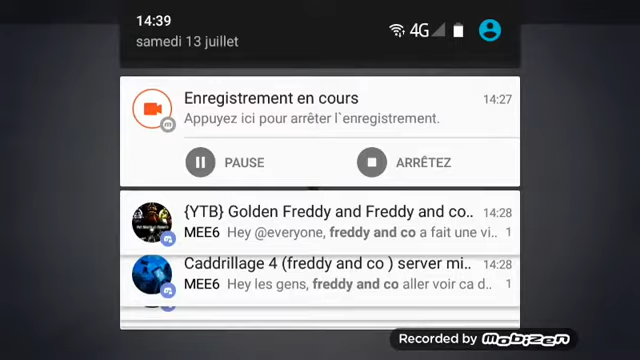 14:39
4G
samedi 13 juillet
Enregistrement en cours 14:27
Appuyez ici pour arrêter l`enregistrement.
PAUSE ARRÊTEZ
{YTB} Golden Freddy and Freddy and co.. 14:28
MEE6 Hey @everyone, freddy and co a fait une vi.. 1
Caddrillage 4 (freddy and co ) server mi.. 14:28
MEE6 Hey les gens, freddy and co aller voir ca d.. 1
Recorded by mobizen